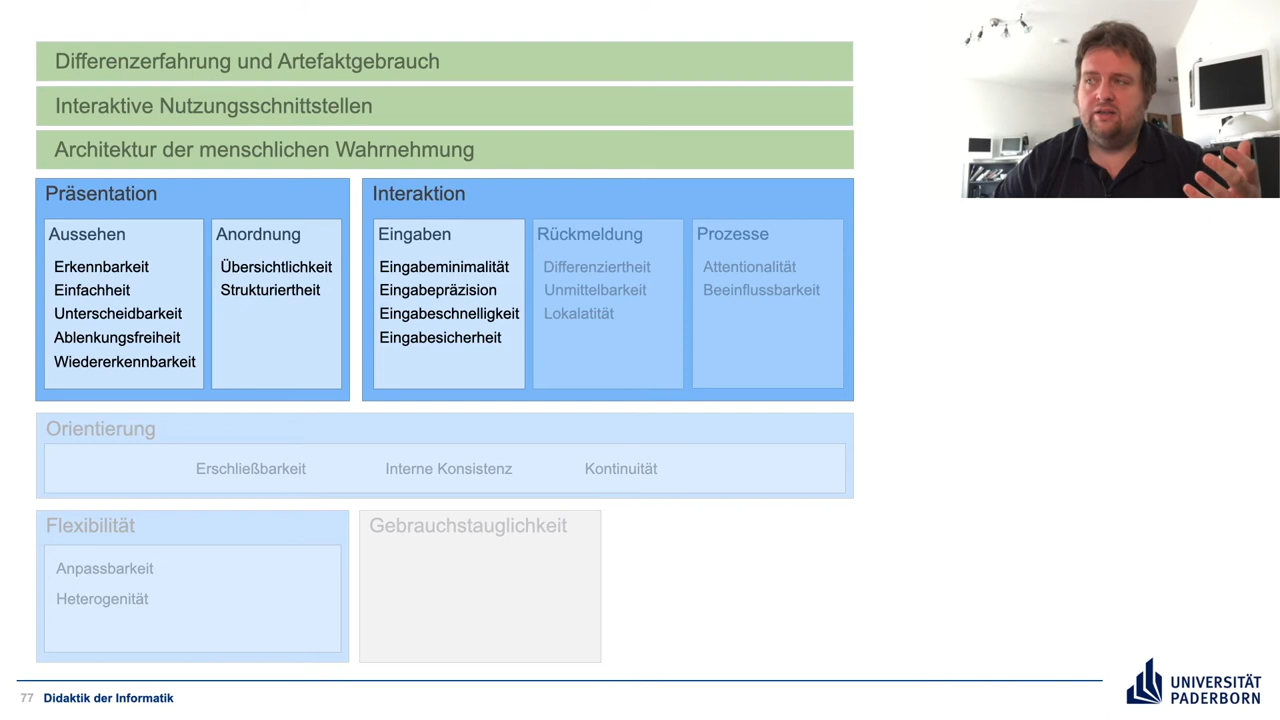 Differenzerfahrung und Artefaktgebrauch
Interaktive Nutzungsschnittstellen
Architektur der menschlichen Wahrnehmung
Präsentation
Aussehen
Erkennbarkeit
Einfachheit
Unterscheidbarkeit
Ablenkungsfreiheit
Wiedererkennbarkeit
Anordnung
Übersichtlichkeit
Strukturiertheit
Interaktion
Eingaben
Eingabeminimalität
Eingabepräzision
Eingabeschnelligkeit
Eingabesicherheit
Rückmeldung
Differenziertheit
Unmittelbarkeit
Lokalatität
Prozesse
Attentionalität
Beeinflussbarkeit
Orientierung
Erschließbarkeit Interne Konsistenz Kontinuität
Flexibilität
Anpassbarkeit
Heterogenität
Gebrauchstauglichkeit
77 Didaktik der Informatik
UNIVERSITÄT
PADERBORN